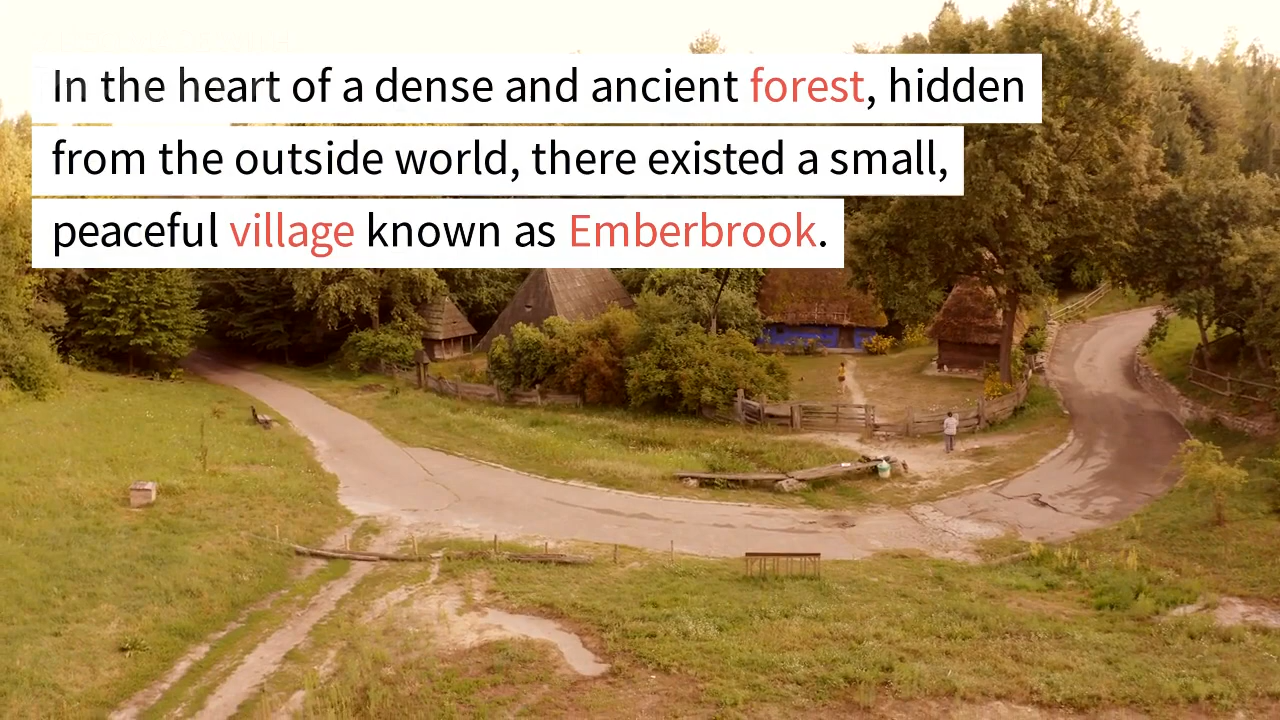 In the heart of a dense and ancient forest, hidden
from the outside world, there existed a small,
peaceful village known as Emberbrook.